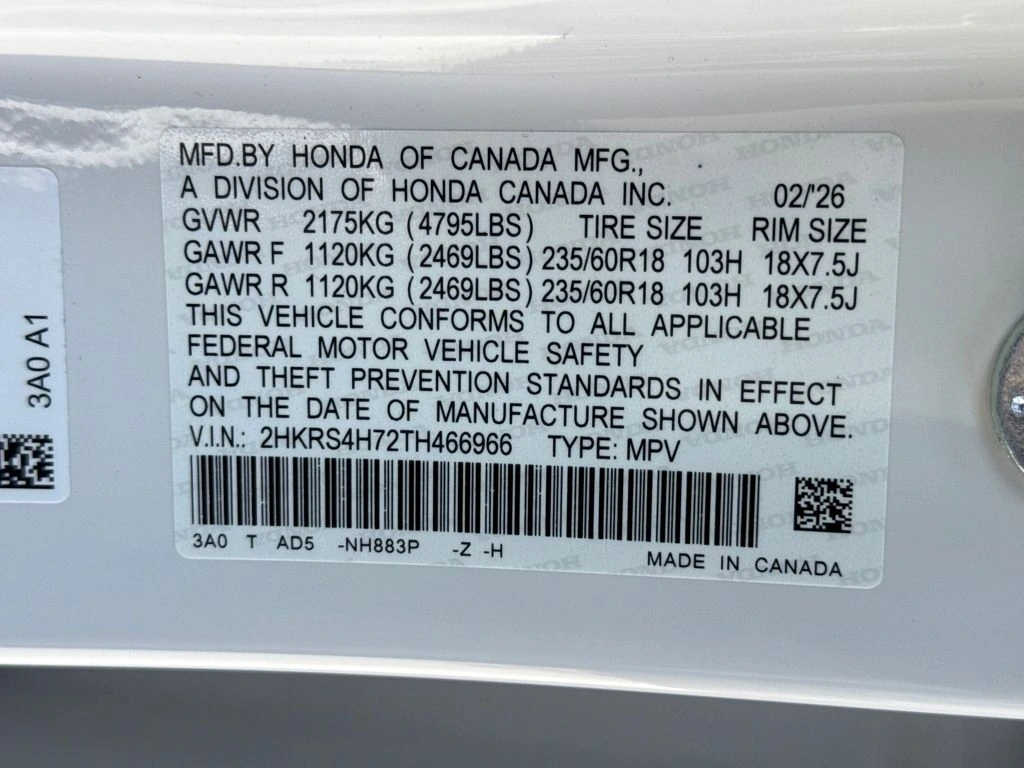 MFD.BY HONDA OF CANADA MFG.,
A DIVISION OF HONDA CANADA INC. 02/'26
GVWR 2175KG (4795LBS) TIRE SIZE RIM SIZE
GAWR F 1120KG (2469LBS) 235/60R18 103H 18X7.5J
GAWR R 1120KG (2469LBS) 235/60R18 103H 18X7.5J
THIS VEHICLE CONFORMS TO ALL APPLICABLE
FEDERAL MOTOR VEHICLE SAFETY
AND THEFT PREVENTION STANDARDS IN EFFECT
ON THE DATE OF MANUFACTURE SHOWN ABOVE.
V.I.N.: 2HKRS4H72TH466966 TYPE: MPV
3A0 T AD5 -NH883P -Z -H MADE IN CANADA
3A0 A1